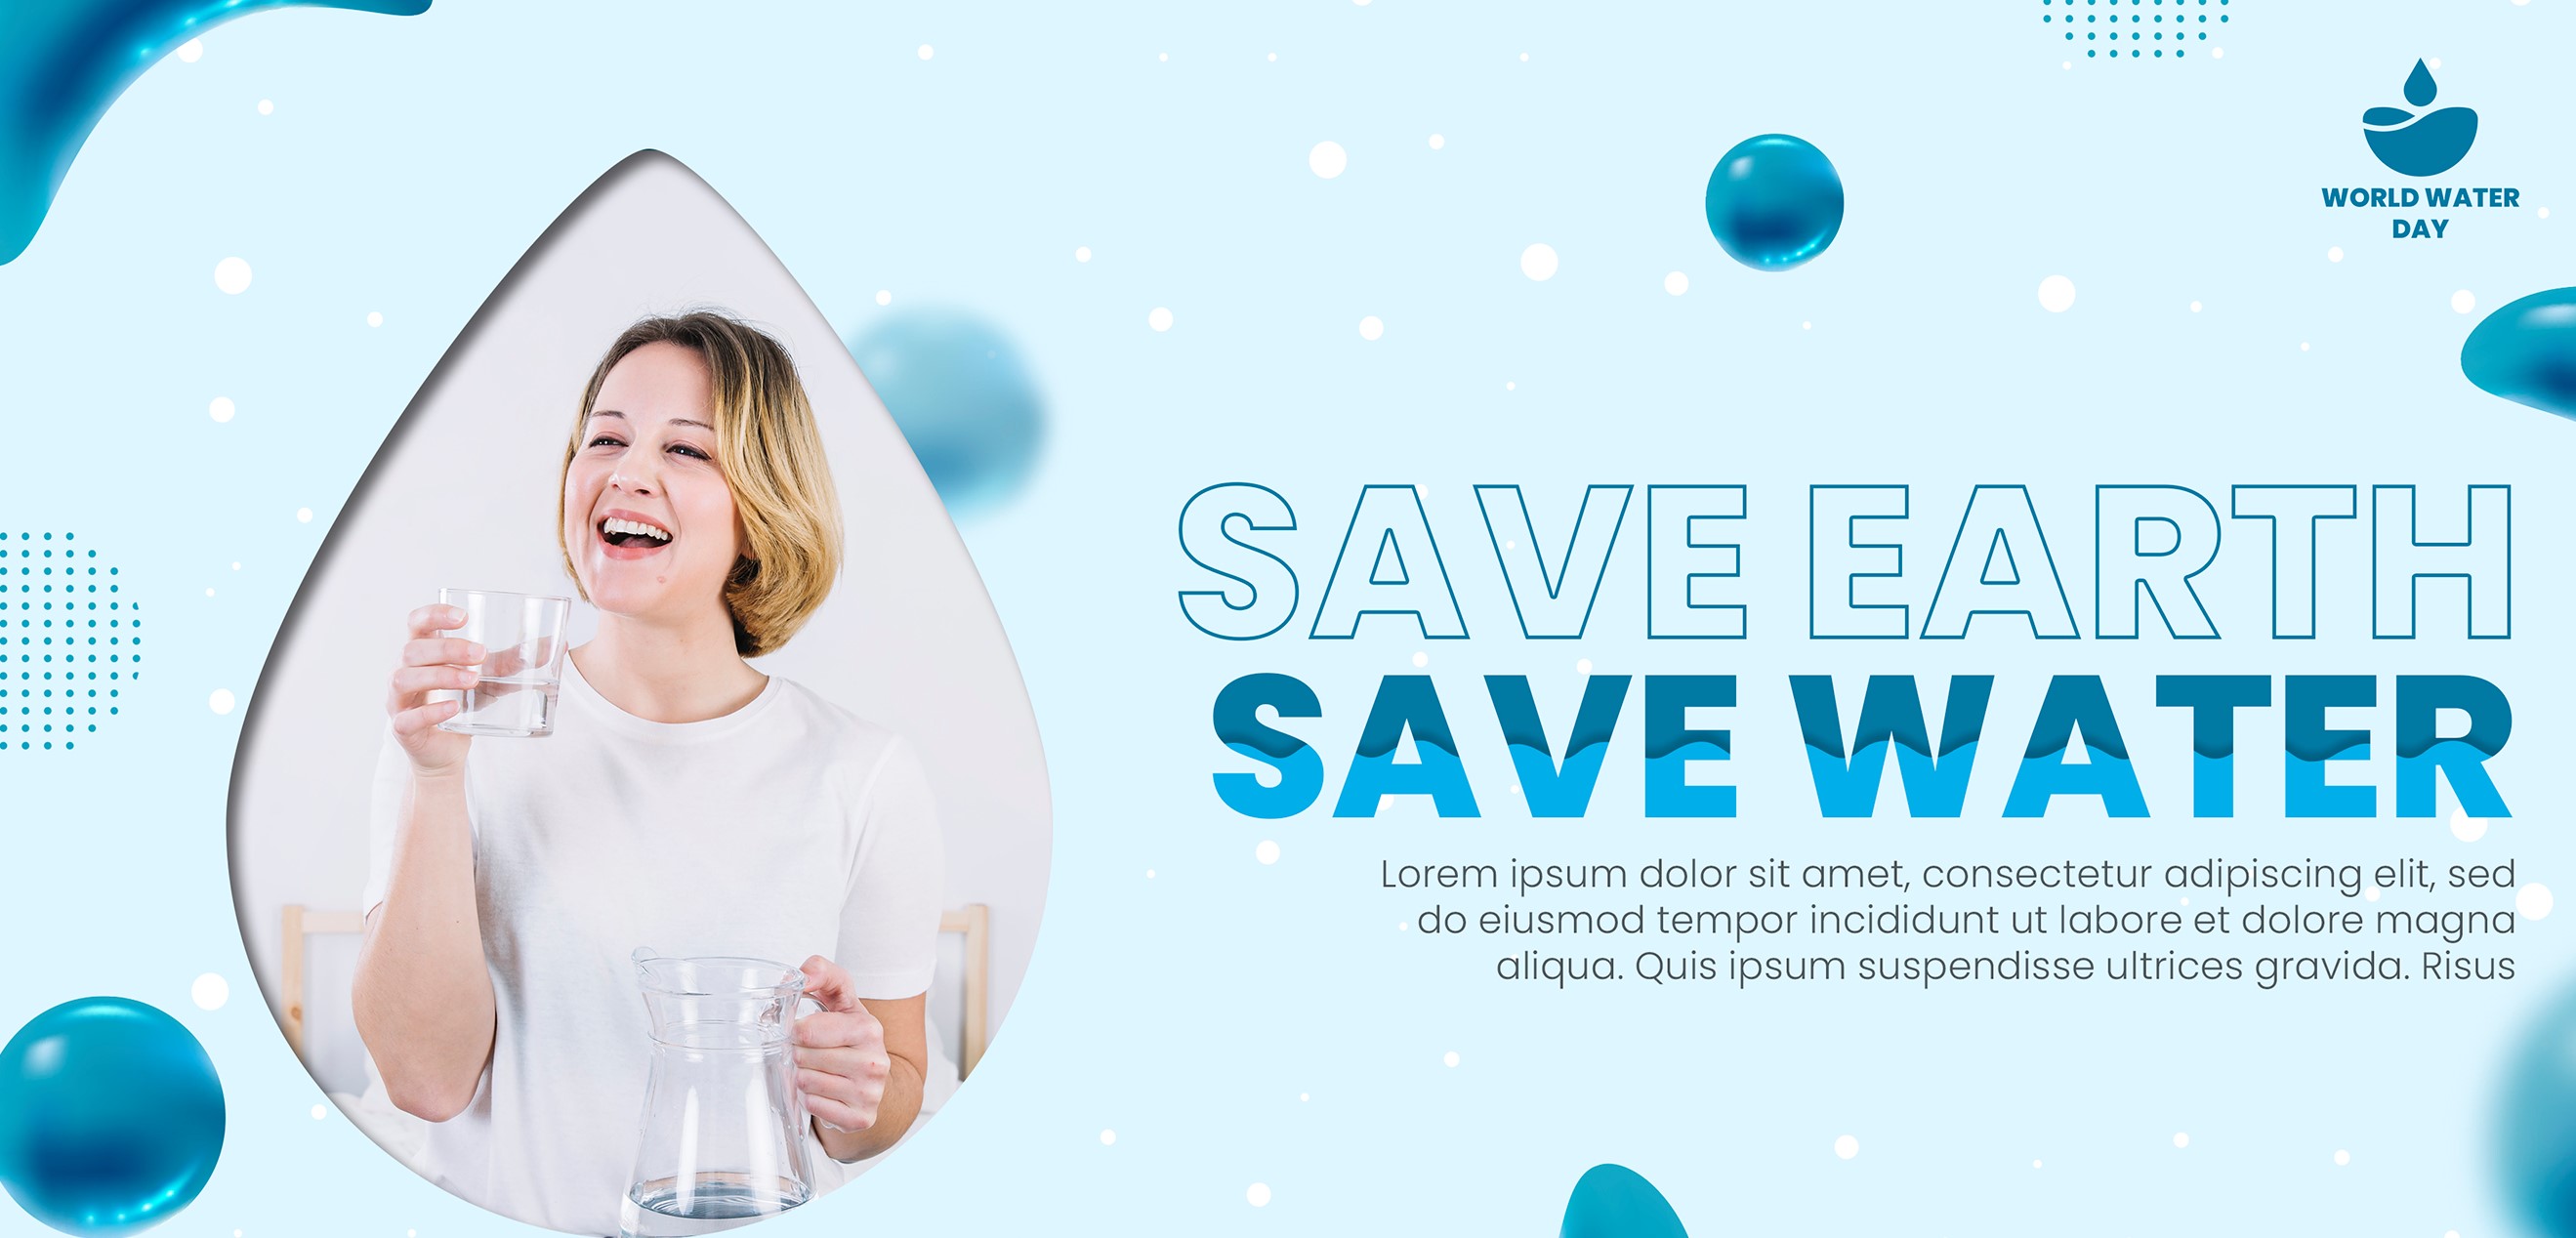 WORLD WATER
DAY
SAVE EARTH
SAVE WATER
Lorem ipsum dolor sit amet, consectetur adipiscing elit, sed
do eiusmod tempor incididunt ut labore et dolore magna
aliqua. Quis ipsum suspendisse ultrices gravida. Risus